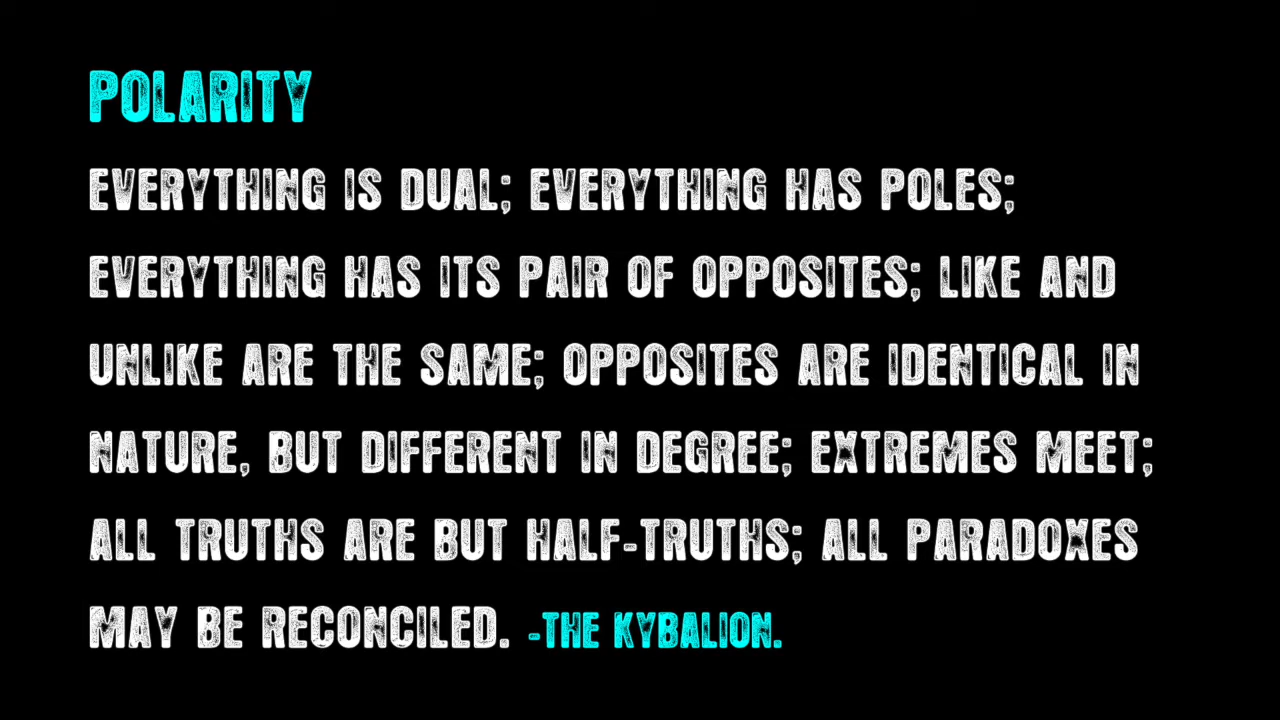 POLARITY
EVERYTHING IS DUAL; EVERYTHING HAS POLES;
EVERYTHING HAS ITS PAIR OF OPPOSITES; LIKE AND
UNLIKE ARE THE SAME; OPPOSITES ARE IDENTICAL IN
NATURE, BUT DIFFERENT IN DEGREE; EXTREMES MEET;
ALL TRUTHS ARE BUT HALF-TRUTHS; ALL PARADOXES
MAY BE RECONCILED. -THE KYBALION.